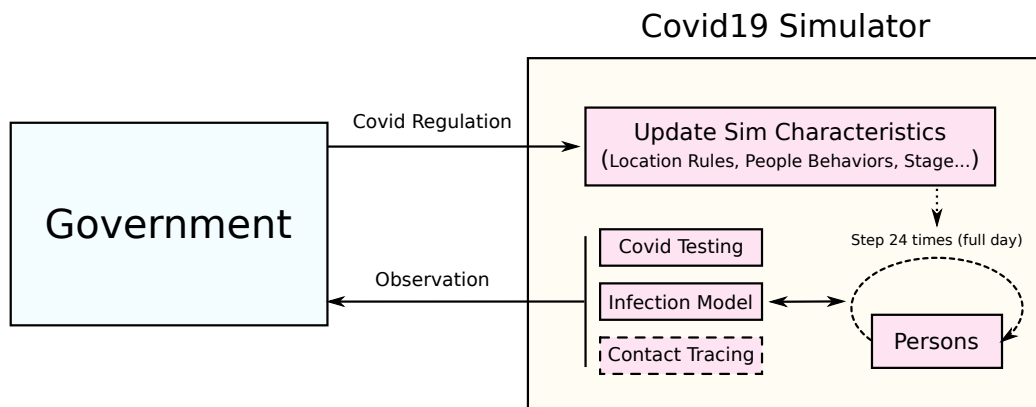 Covid19 Simulator
Covid Regulation
Update Sim Characteristics
(Location Rules, People Behaviors, Stage...)
Government
Step 24 times (full day)
Covid Testing
Observation
Infection Model
Persons
Contact Tracing